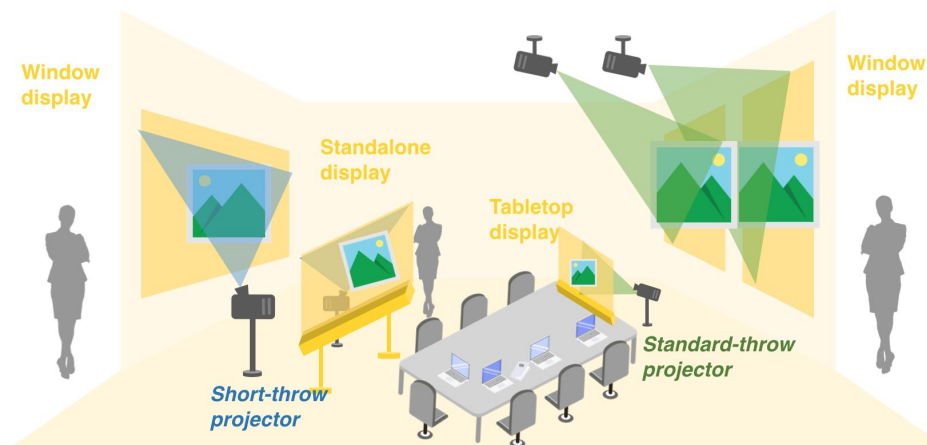 Window
display
Standalone
display
Tabletop
display
Window
display
Short-throw
projector
Standard-throw
projector